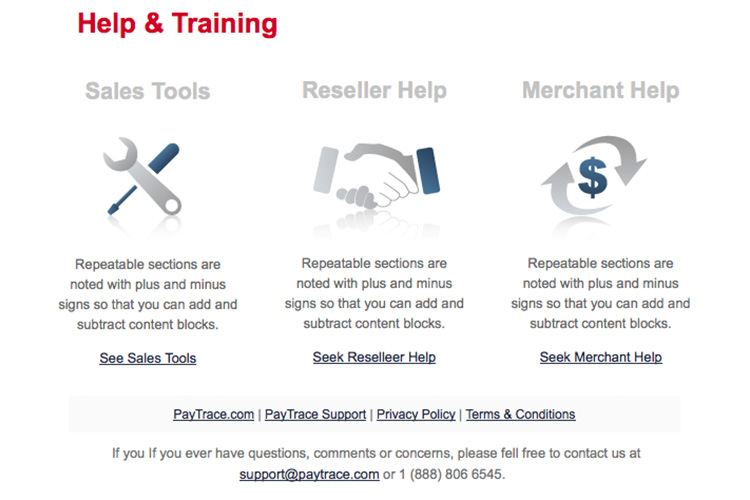 Help & Training
Sales Tools
Reseller Help
Merchant Help
$
Repeatable sections are
noted with plus and minus
signs so that you can add and
subtract content blocks.
See Sales Tools
Repeatable sections are
noted with plus and minus
signs so that you can add and
subtract content blocks.
Seek Reselleer Help
Repeatable sections are
noted with plus and minus
signs so that you can add and
subtract content blocks.
Seek Merchant Help
PayTrace.com | PayTrace Support | Privacy Policy | Terms & Conditions
If you If you ever have questions, comments or concerns, please fell free to contact us at
support@paytrace.com or 1 (888) 806 6545.